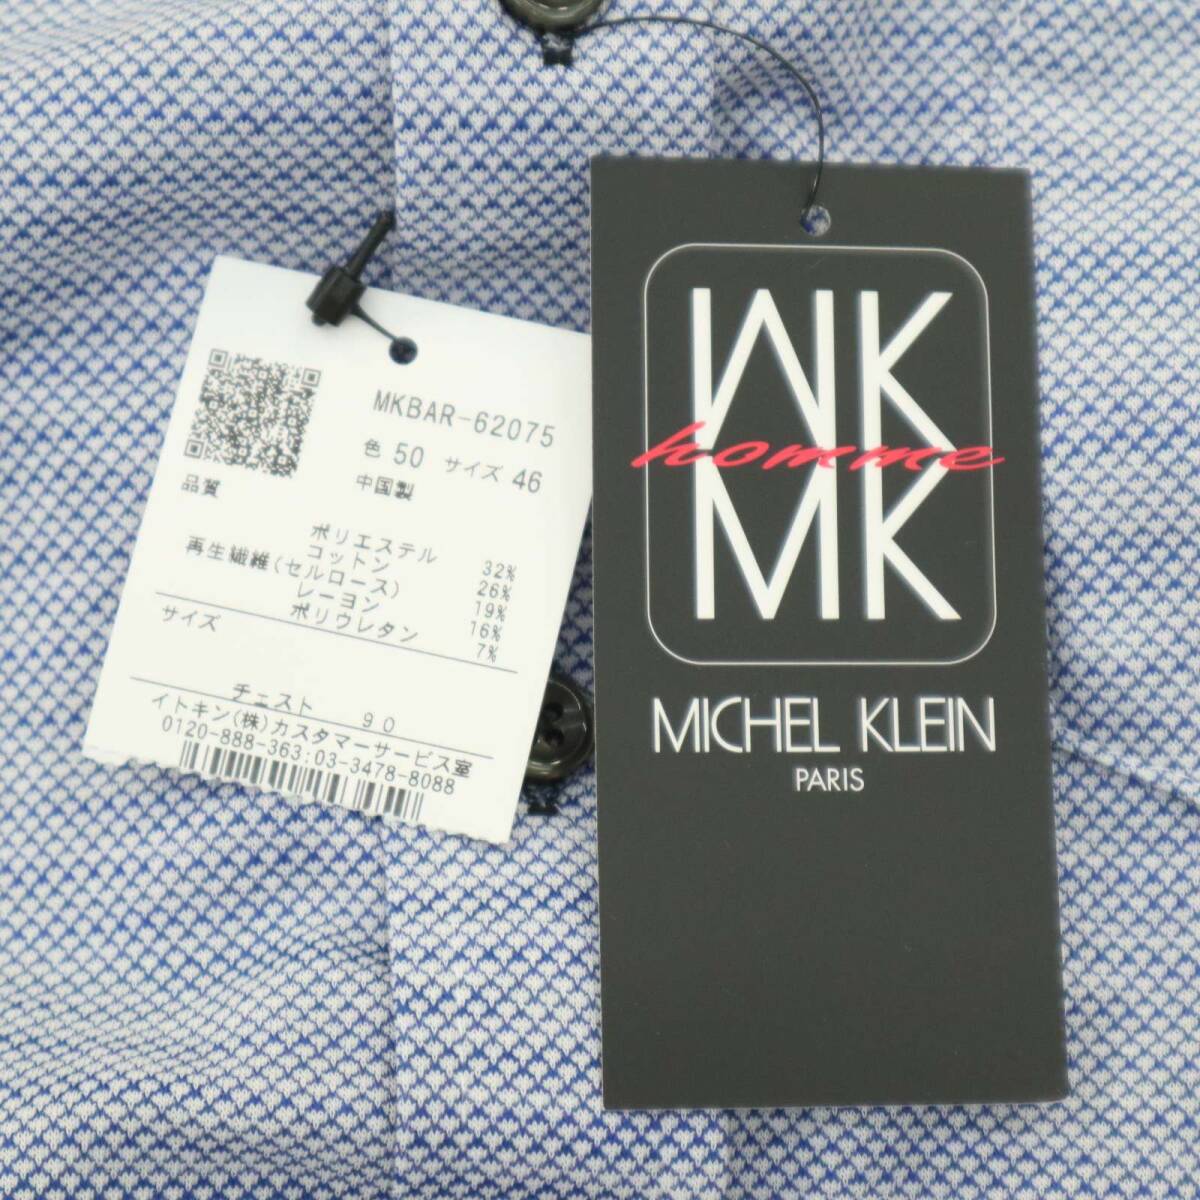 MKBAR-62075
色 50 サイズ 46
品質 中国製
ポリエステル 32%
コットン 26%
再生繊維(セルロース) 19%
レーヨン 16%
ポリウレタン 7%
サイズ
チェスト 90
イトキン(株)カスタマーサービス室
0120-888-363:03-3478-8088
MK
homme
MK
MICHEL KLEIN
PARIS